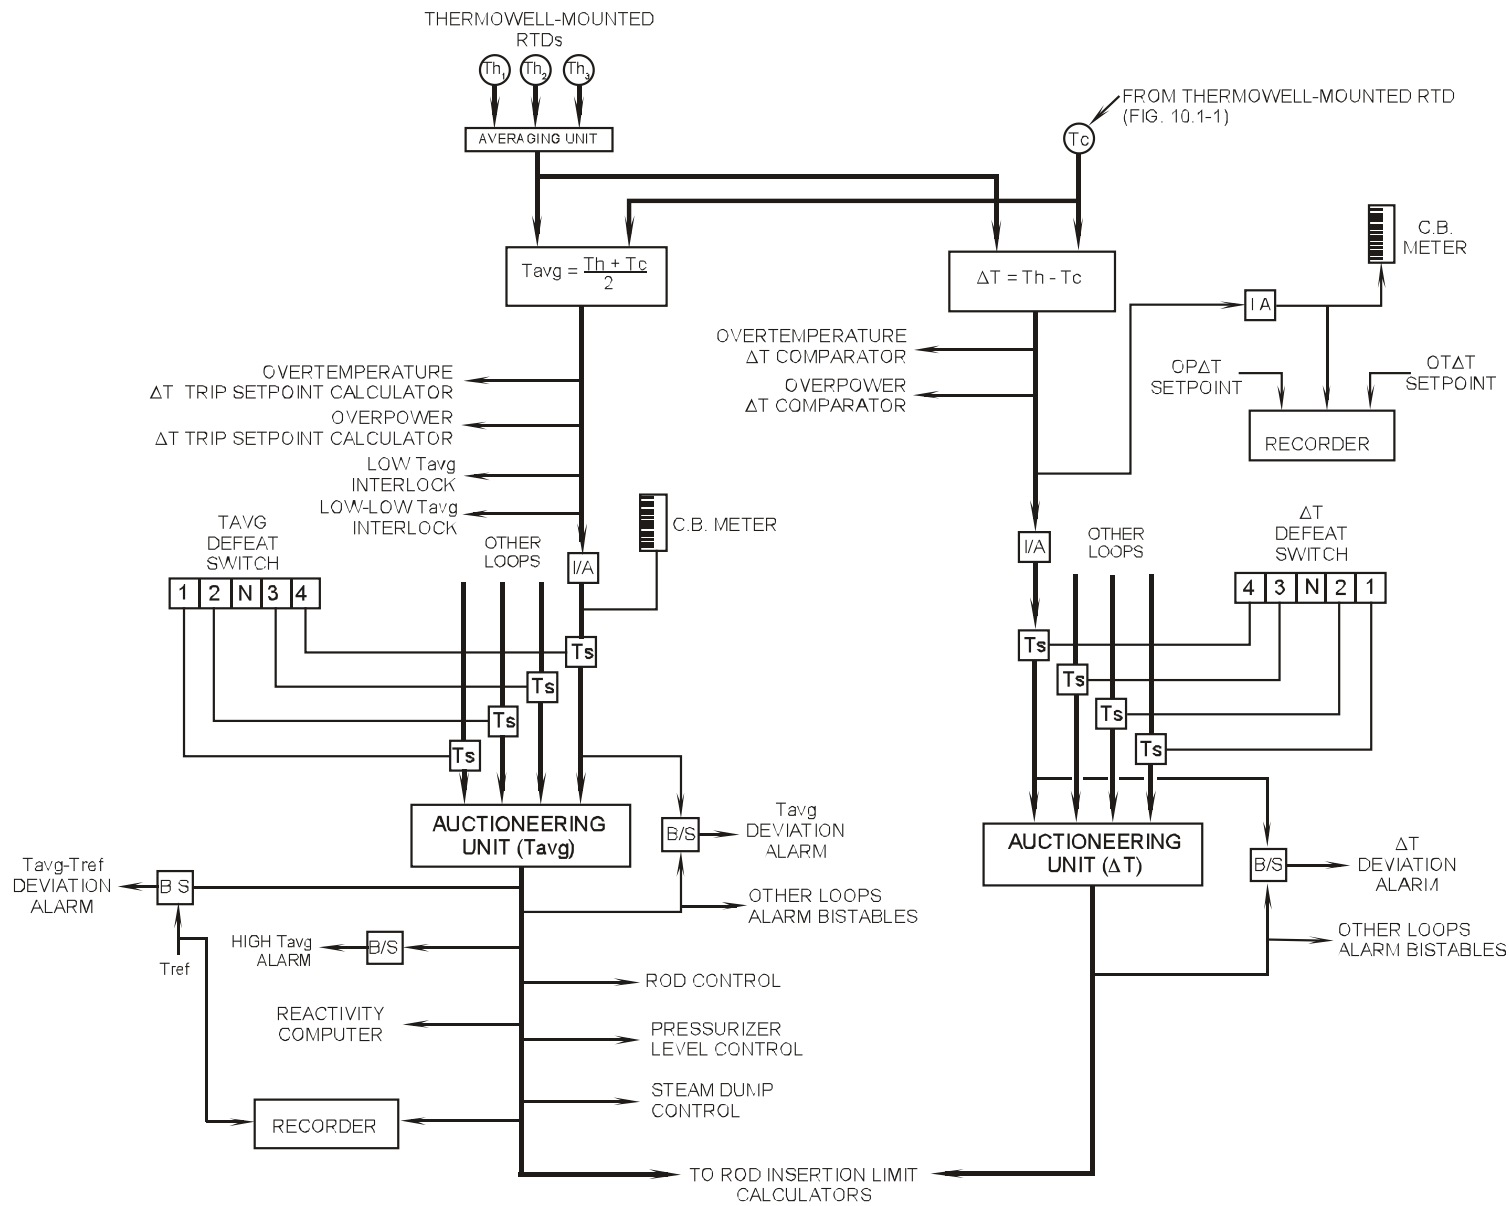 THERMOWELL-MOUNTED
RTDs
Th1 Th2 Th3
AVERAGING UNIT
FROM THERMOWELL-MOUNTED RTD
(FIG. 10.1-1)
Tc
Tavg = Th + Tc
2
ΔT = Th - Tc
C.B.
METER
I A
OPΔT
SETPOINT
OTΔT
SETPOINT
RECORDER
OVERTEMPERATURE
ΔT COMPARATOR
OVERPOWER
ΔT COMPARATOR
OVERTEMPERATURE
ΔT TRIP SETPOINT CALCULATOR
OVERPOWER
ΔT TRIP SETPOINT CALCULATOR
LOW Tavg
INTERLOCK
LOW-LOW Tavg
INTERLOCK
C.B. METER
TAVG
DEFEAT
SWITCH
1 2 N 3 4
OTHER
LOOPS
I/A
Ts
Ts
Ts
Ts
I/A
OTHER
LOOPS
ΔT
DEFEAT
SWITCH
4 3 N 2 1
Ts
Ts
Ts
Ts
AUCTIONEERING
UNIT (Tavg)
B/S
Tavg
DEVIATION
ALARM
OTHER LOOPS
ALARM BISTABLES
AUCTIONEERING
UNIT (ΔT)
B/S
ΔT
DEVIATION
ALARM
OTHER LOOPS
ALARM BISTABLES
Tavg-Tref
DEVIATION
ALARM
B S
Tref
HIGH Tavg
ALARM
B/S
ROD CONTROL
REACTIVITY
COMPUTER
PRESSURIZER
LEVEL CONTROL
STEAM DUMP
CONTROL
RECORDER
TO ROD INSERTION LIMIT
CALCULATORS